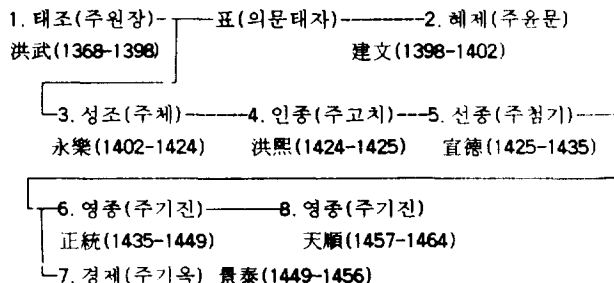 1. 태조(주원장) 표(의문태자) 2. 혜제(주윤문)
洪武(1368-1398) 建文(1398-1402)
3. 성조(주체) 4. 인종(주고치) 5. 선종(주첨기)
永樂(1402-1424) 洪熙(1424-1425) 宣德(1425-1435)
6. 영종(주기진) 8. 영종(주기진)
正統(1435-1449) 天順(1457-1464)
7. 경제(주기옥) 景泰(1449-1456)